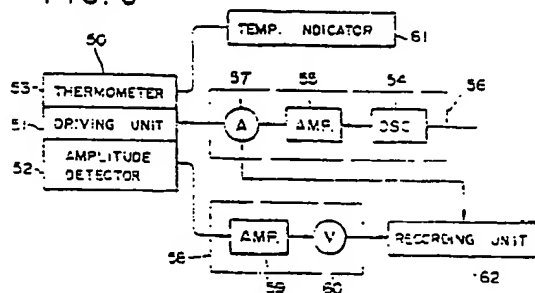 50
TEMP. INDICATOR
61
53
THERMOMETER
57
55
54
56
51
DRIVING UNIT
A
AMP.
OSC
52
AMPLITUDE
DETECTOR
58
AMP.
V
RECORDING UNIT
59
60
62